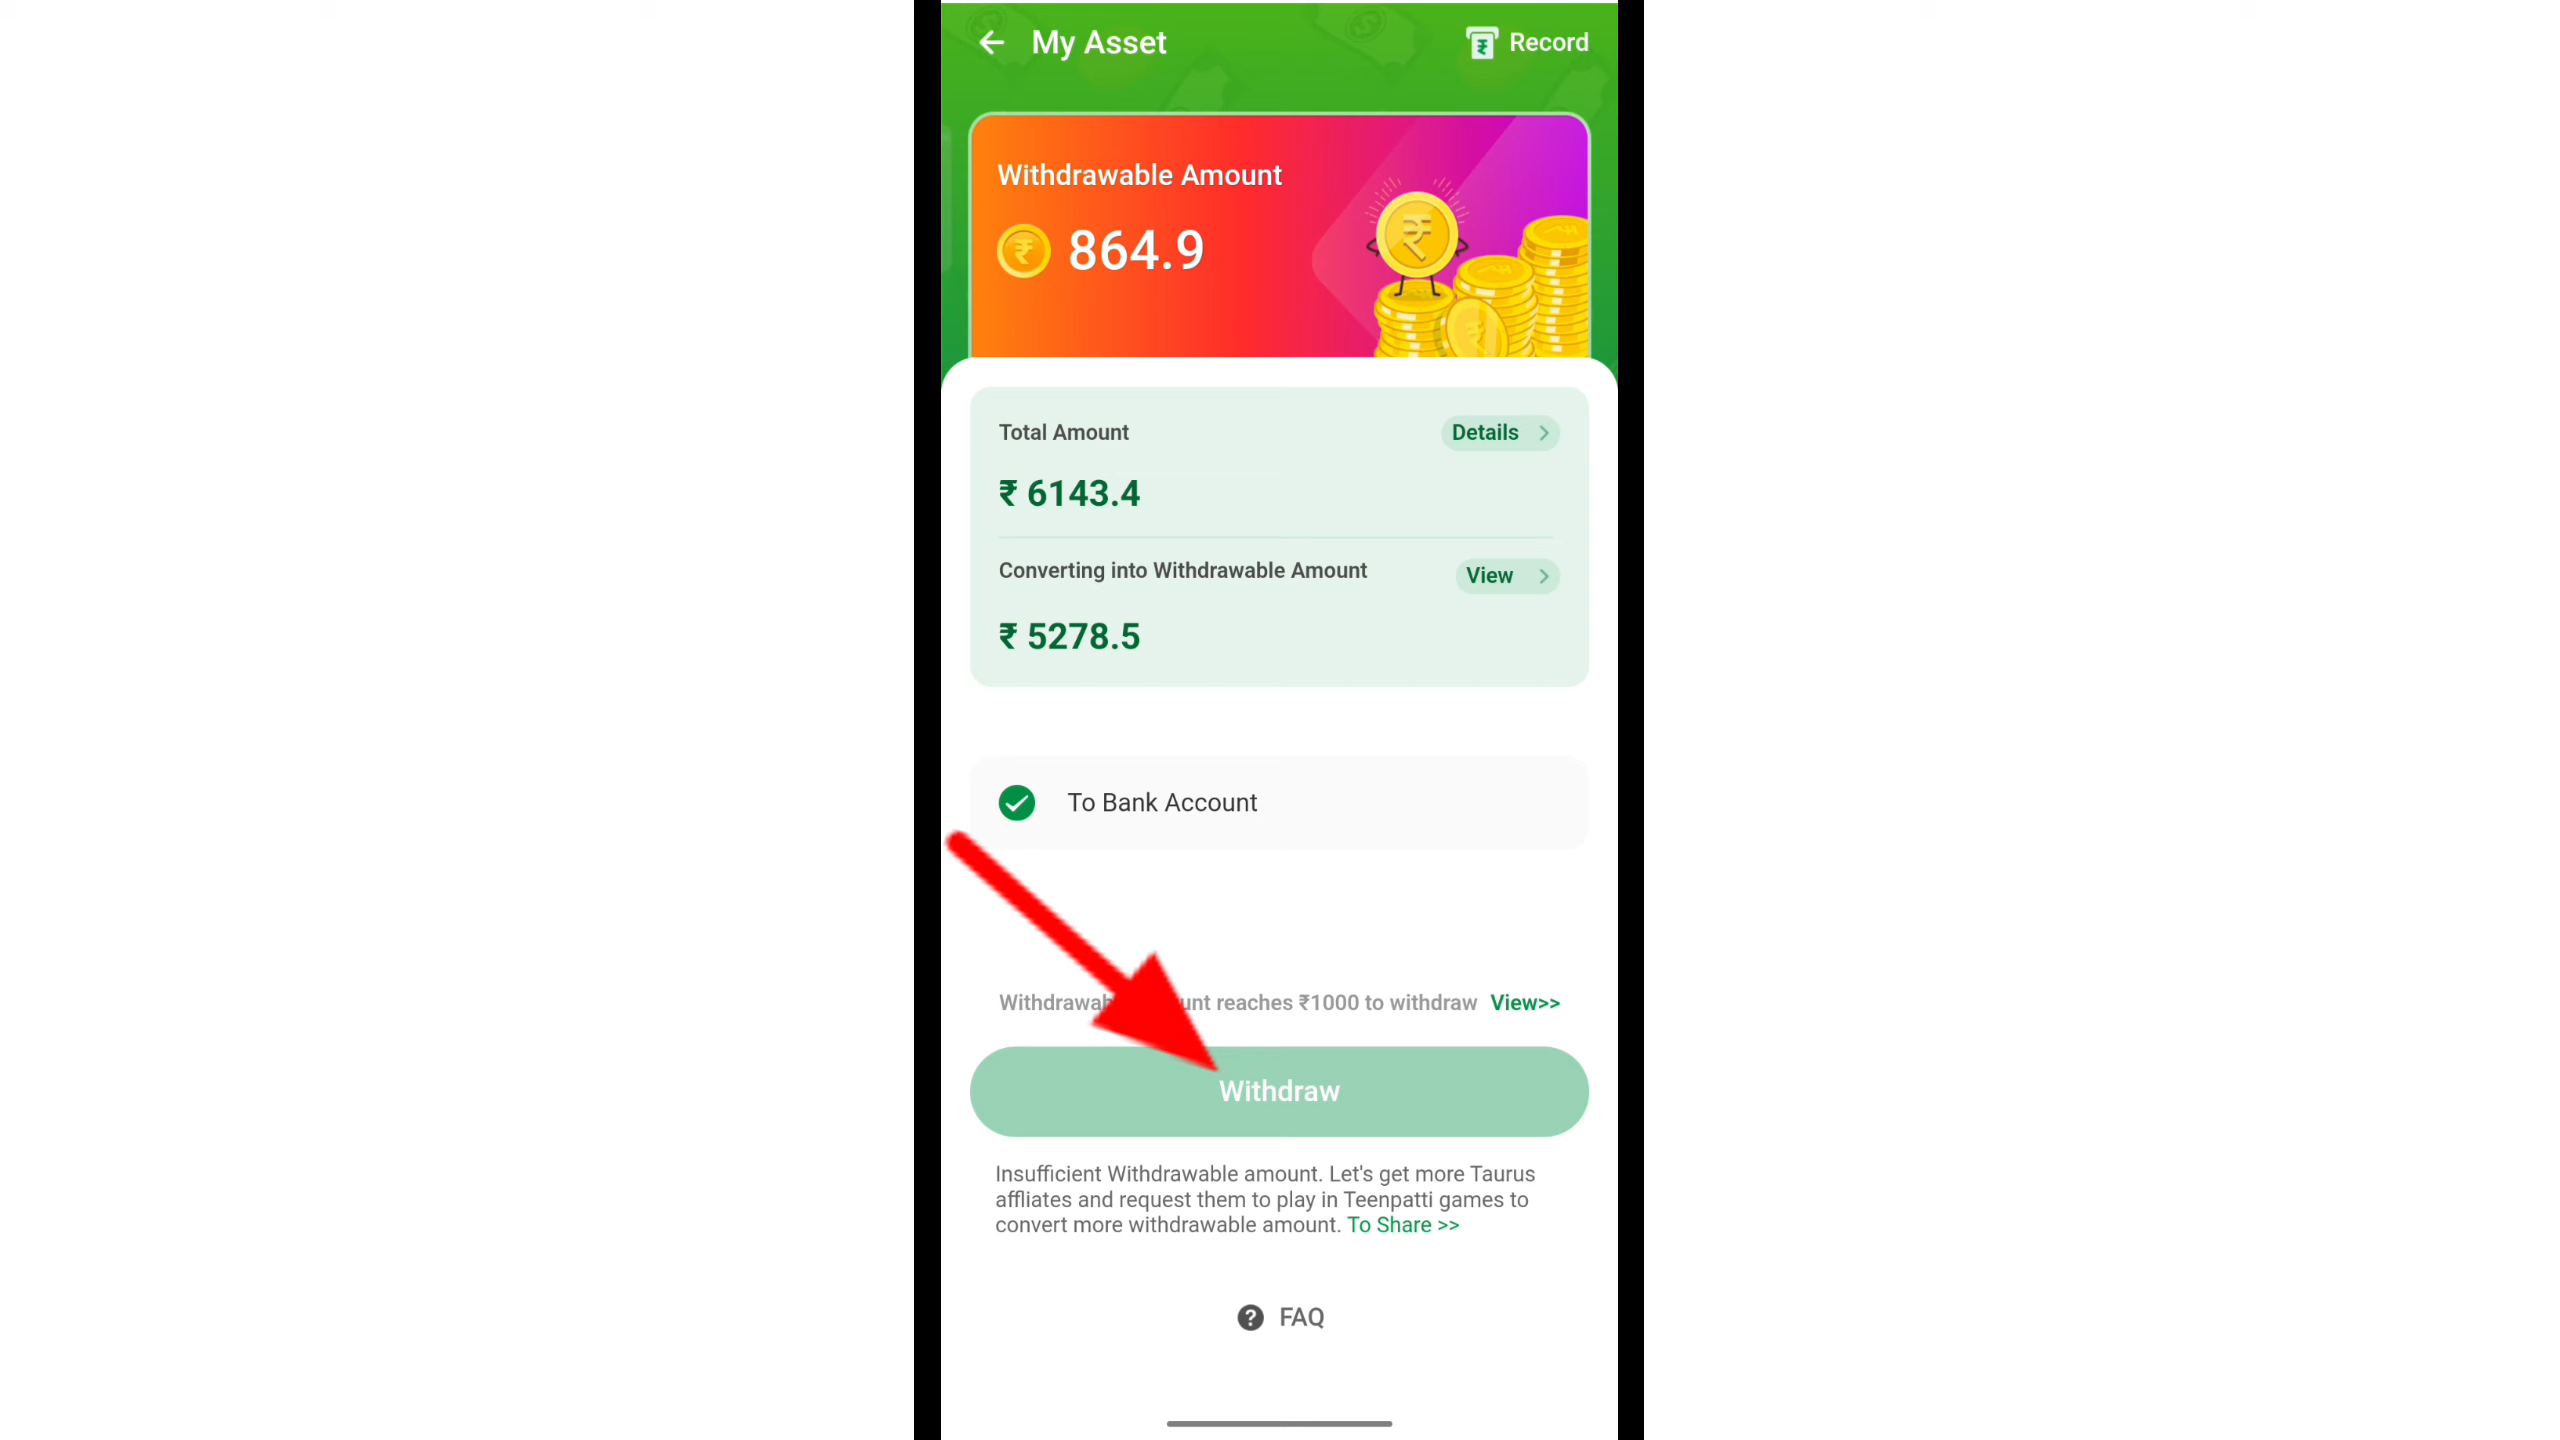 My Asset
Record
Withdrawable Amount
864.9
Total Amount
Details >
₹ 6143.4
Converting into Withdrawable Amount
View >
₹ 5278.5
To Bank Account
reaches ₹1000 to withdraw View>>
Withdraw
Insufficient Withdrawable amount. Let's get more Taurus
affliates and request them to play in Teenpatti games to
convert more withdrawable amount. To Share >>
FAQ